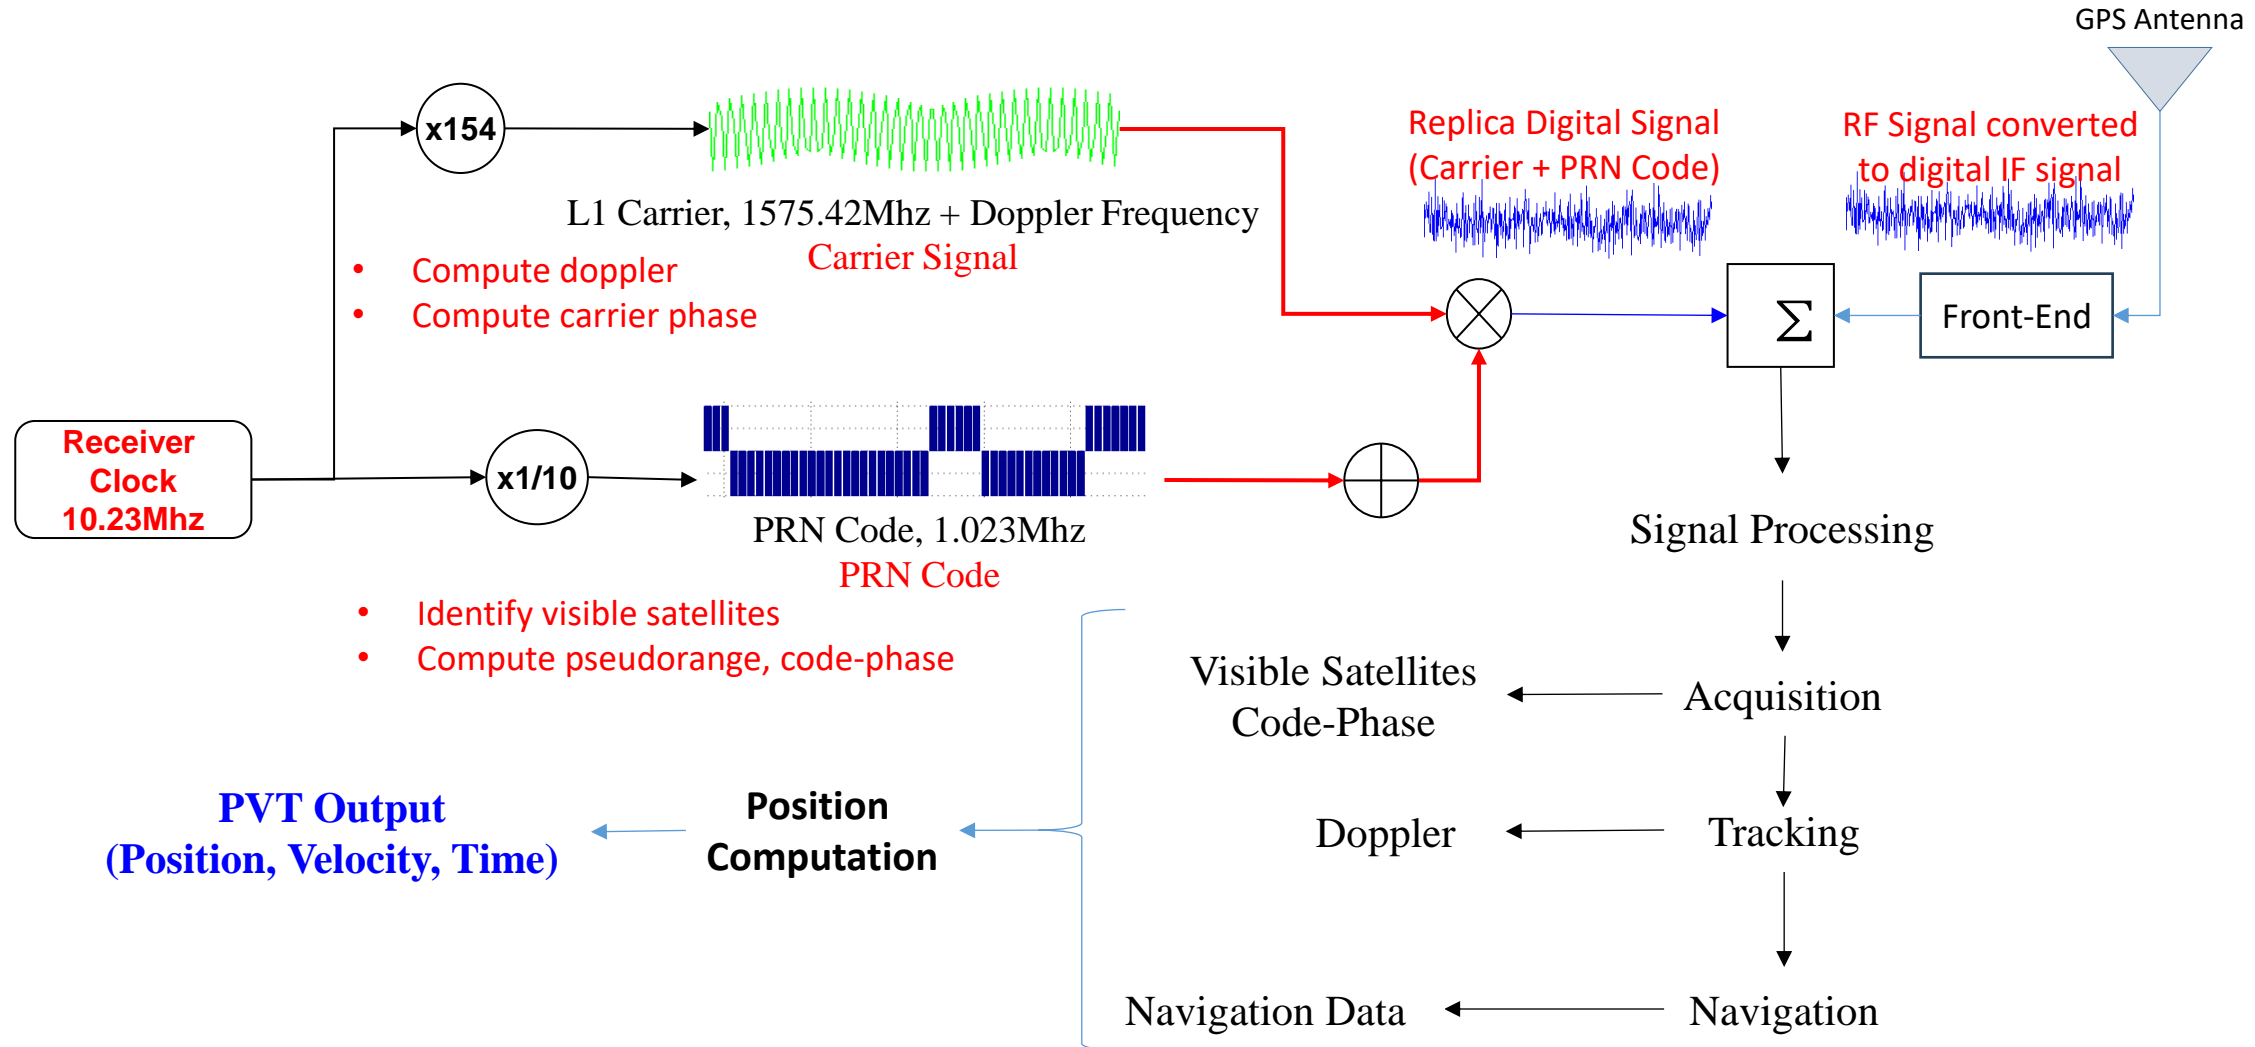 GPS Antenna
x154
Replica Digital Signal
(Carrier + PRN Code)
RF Signal converted
to digital IF signal
L1 Carrier, 1575.42Mhz + Doppler Frequency
Carrier Signal
• Compute doppler
• Compute carrier phase
Σ
Front-End
Receiver
Clock
10.23Mhz
x1/10
PRN Code, 1.023Mhz
PRN Code
• Identify visible satellites
• Compute pseudorange, code-phase
Signal Processing
Visible Satellites
Code-Phase
Acquisition
PVT Output
(Position, Velocity, Time)
Position
Computation
Doppler
Tracking
Navigation Data
Navigation